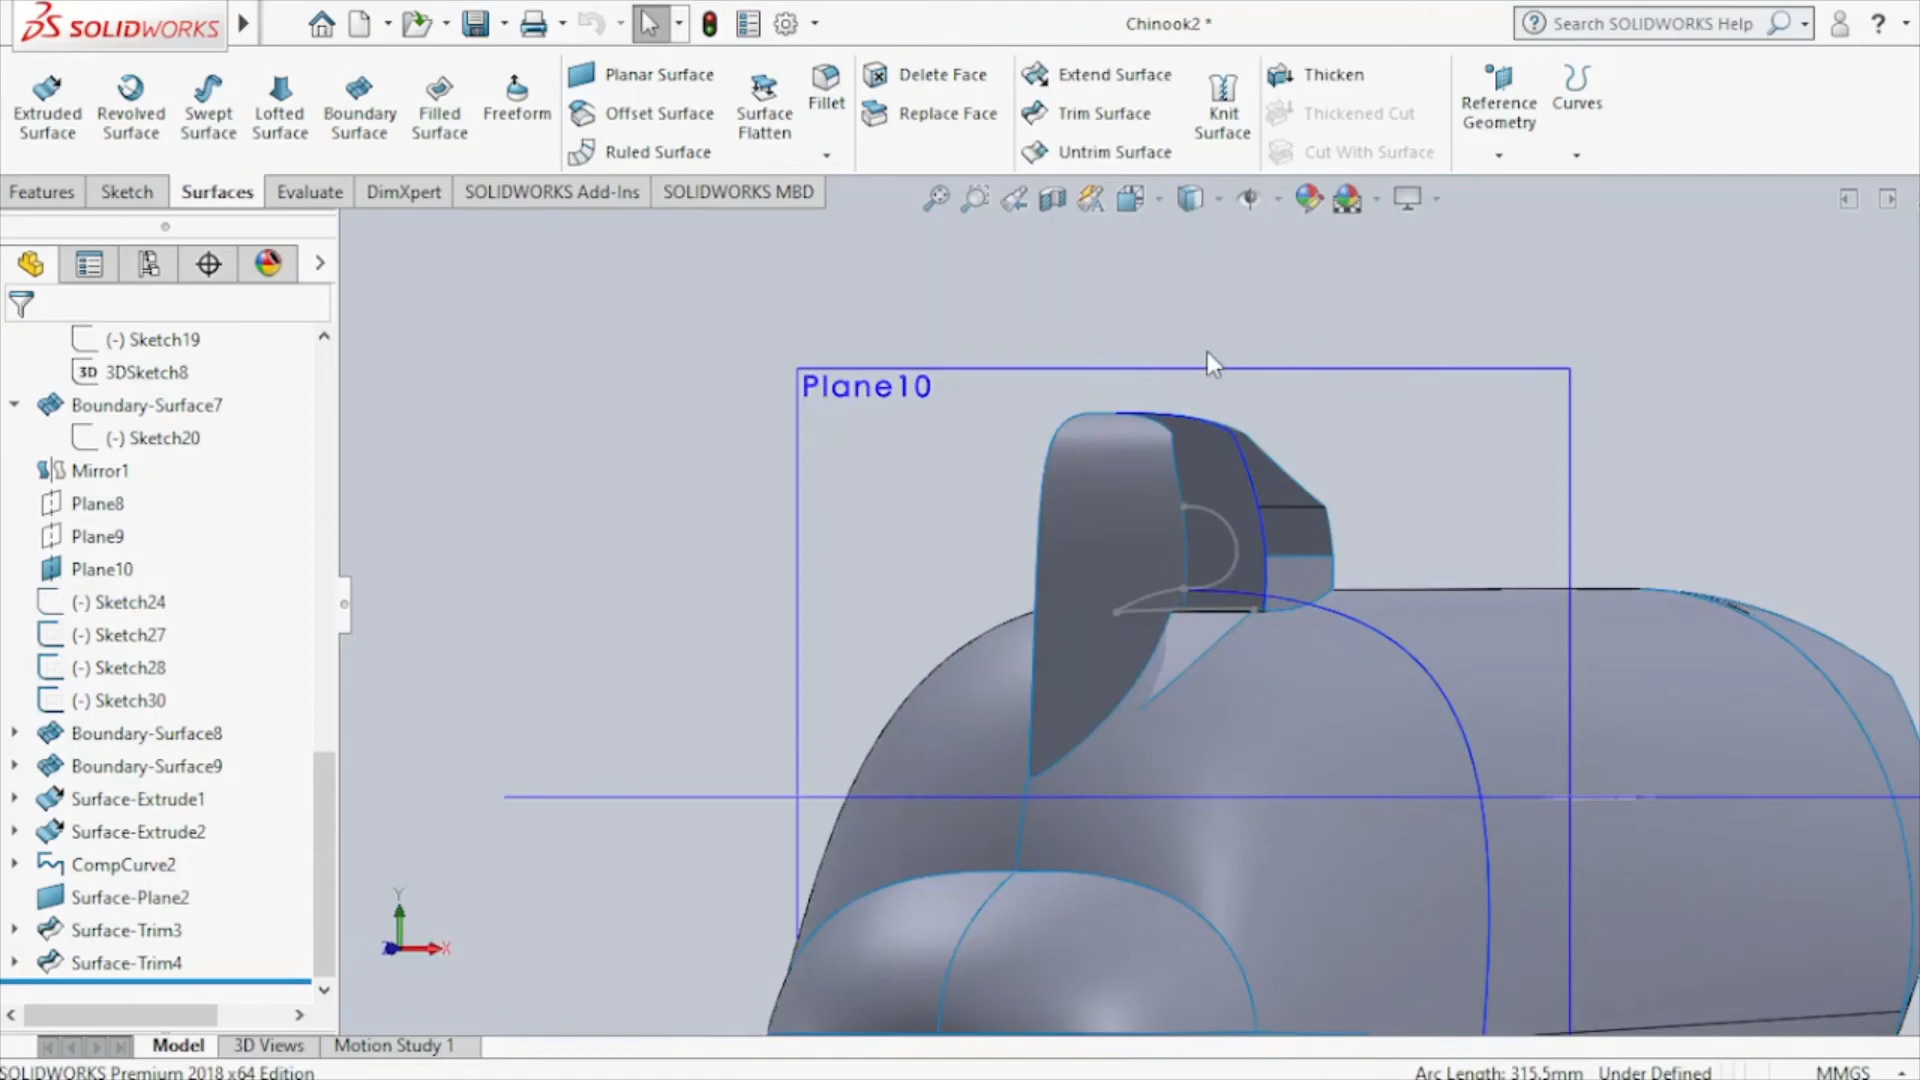 SOLIDWORKS
Chinook2 *
Search SOLIDWORKS Help
?
Extruded Surface
Revolved Surface
Swept Surface
Lofted Surface
Boundary Surface
Filled Surface
Freeform
Planar Surface
Offset Surface
Ruled Surface
Surface Flatten
Fillet
Delete Face
Replace Face
Extend Surface
Trim Surface
Untrim Surface
Knit Surface
Thicken
Thickened Cut
Cut With Surface
Reference Geometry
Curves
Features
Sketch
Surfaces
Evaluate
DimXpert
SOLIDWORKS Add-Ins
SOLIDWORKS MBD
(-) Sketch19
3D 3DSketch8
Boundary-Surface7
(-) Sketch20
Mirror1
Plane8
Plane9
Plane10
(-) Sketch24
(-) Sketch27
(-) Sketch28
(-) Sketch30
Boundary-Surface8
Boundary-Surface9
Surface-Extrude1
Surface-Extrude2
CompCurve2
Surface-Plane2
Surface-Trim3
Surface-Trim4
Plane10
Y
X
Model
3D Views
Motion Study 1
SOLIDWORKS Premium 2018 x64 Edition
Arc Length: 315.5mm
Under Defined
MMGS